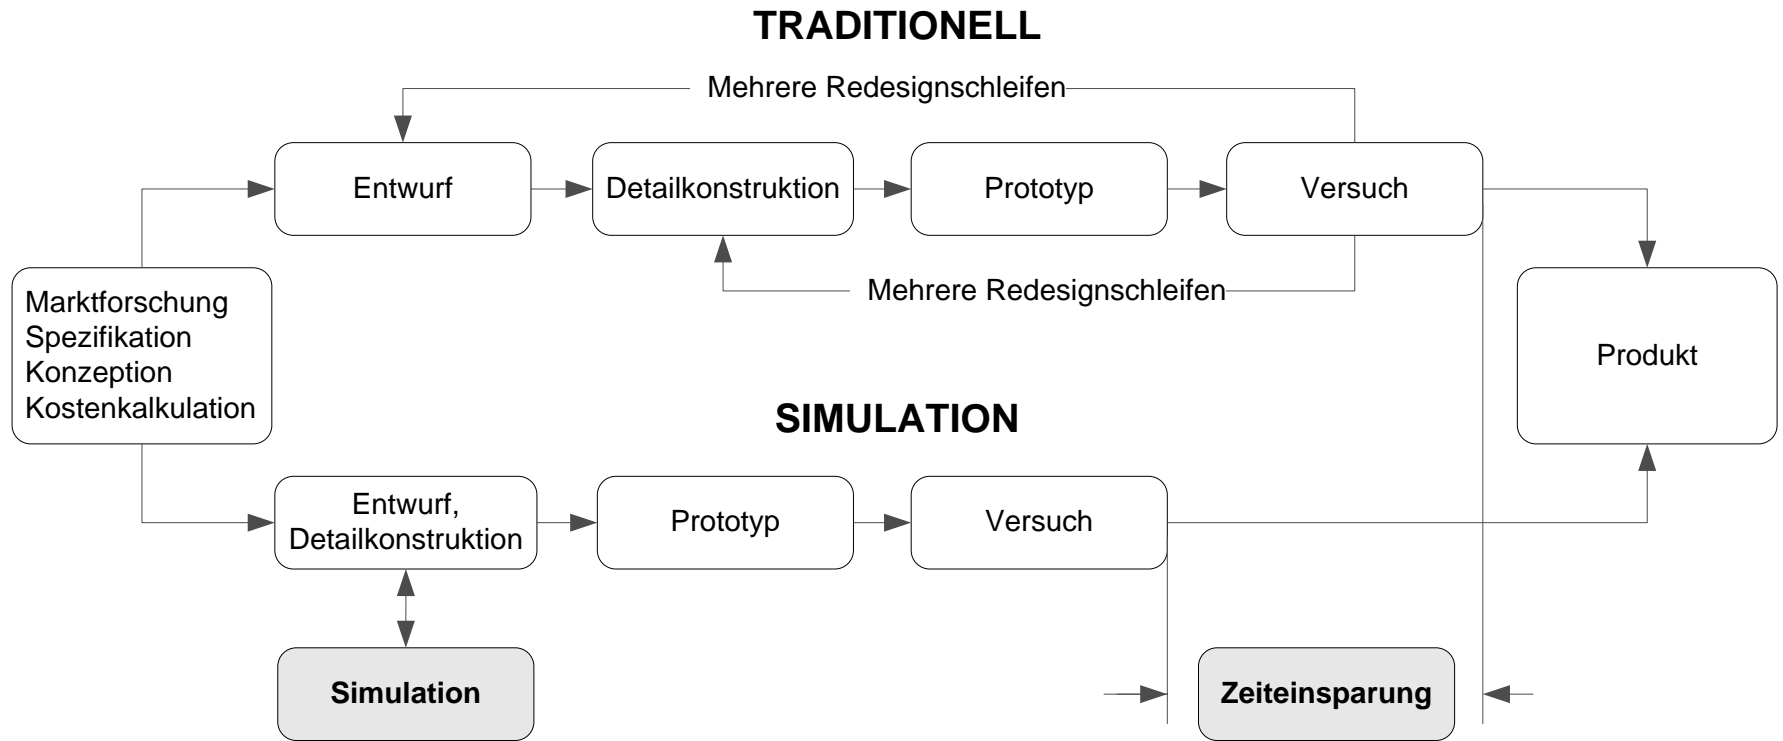 TRADITIONELL
Mehrere Redesignschleifen
Entwurf
Detailkonstruktion
Prototyp
Versuch
Mehrere Redesignschleifen
Marktforschung
Spezifikation
Konzeption
Kostenkalkulation
Produkt
SIMULATION
Entwurf,
Detailkonstruktion
Prototyp
Versuch
Simulation
Zeiteinsparung